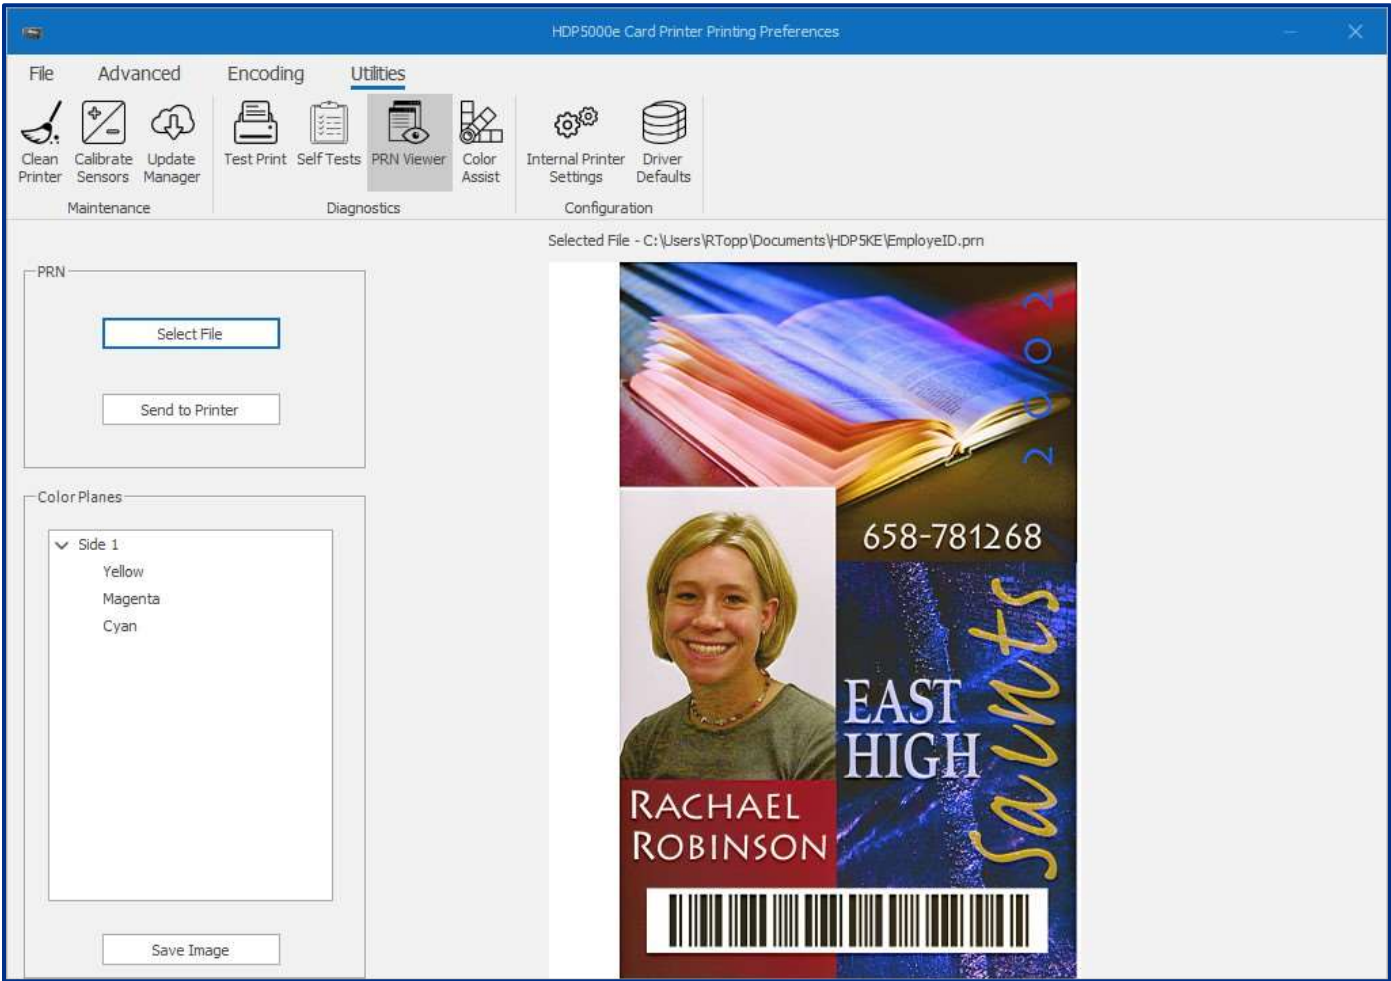 HDP5000e Card Printer Printing Preferences
File Advanced Encoding Utilities
Clean Printer
Calibrate Sensors
Update Manager
Test Print
Self Tests
PRN Viewer
Color Assist
Internal Printer Settings
Driver Defaults
Maintenance
Diagnostics
Configuration
Selected File - C:\Users\RTopp\Documents\HDP5KE\EmployeID.prn
PRN
Select File
Send to Printer
Color Planes
Side 1
Yellow
Magenta
Cyan
Save Image
2002
658-781268
EAST
HIGH
saints
RACHAEL
ROBINSON